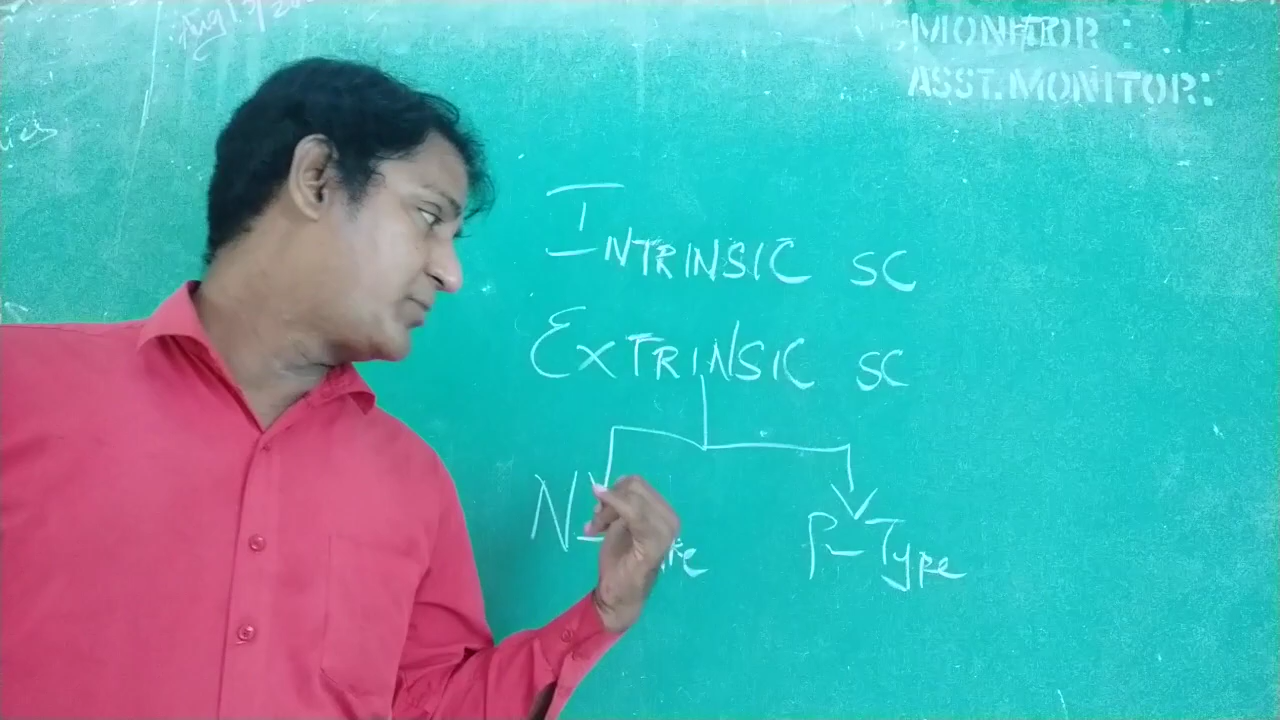 MONITOR :
ASST.MONITOR:
INTRINSIC SC
EXTRINSIC SC
P-Type